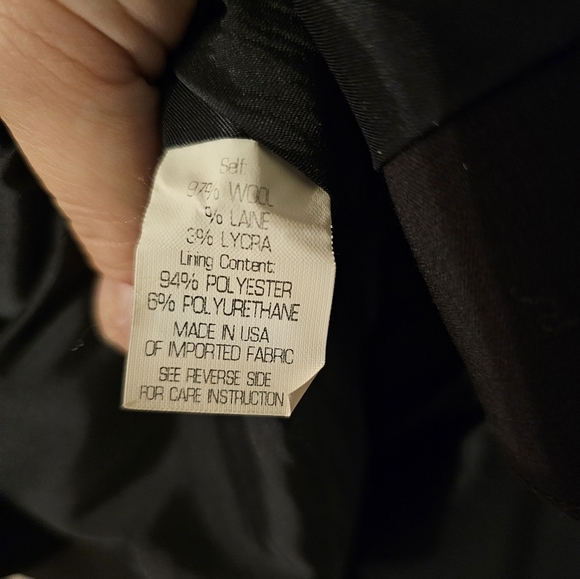 Self:
97% WOOL
% LAINE
3% LYCRA
Lining Content:
94% POLYESTER
6% POLYURETHANE
MADE IN USA
OF IMPORTED FABRIC
SEE REVERSE SIDE
FOR CARE INSTRUCTION